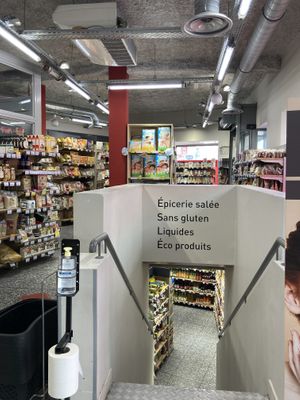 Épicerie salée
Sans gluten
Liquides
Éco produits